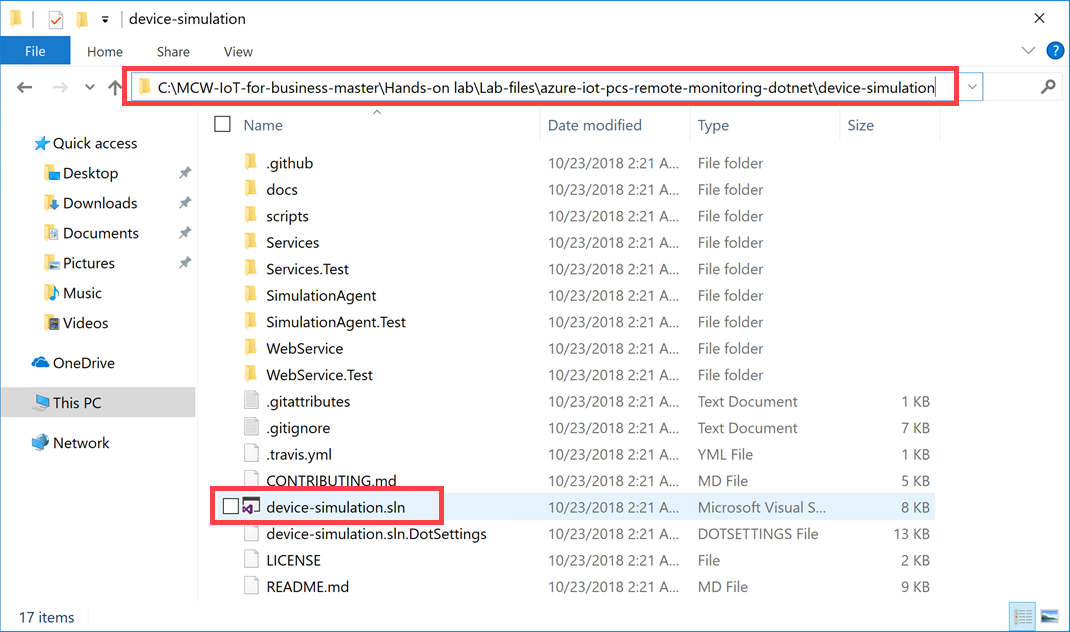 device-simulation
File Home Share View
C:\MCW-IoT-for-business-master\Hands-on lab\Lab-files\azure-iot-pcs-remote-monitoring-dotnet\device-simulation
Quick access
Desktop
Downloads
Documents
Pictures
Music
Videos
OneDrive
This PC
Network
Name Date modified Type Size
.github 10/23/2018 2:21 A... File folder
docs 10/23/2018 2:21 A... File folder
scripts 10/23/2018 2:21 A... File folder
Services 10/23/2018 2:21 A... File folder
Services.Test 10/23/2018 2:21 A... File folder
SimulationAgent 10/23/2018 2:21 A... File folder
SimulationAgent.Test 10/23/2018 2:21 A... File folder
WebService 10/23/2018 2:21 A... File folder
WebService.Test 10/23/2018 2:21 A... File folder
.gitattributes 10/23/2018 2:21 A... Text Document 1 KB
.gitignore 10/23/2018 2:21 A... Text Document 7 KB
.travis.yml 10/23/2018 2:21 A... YML File 1 KB
CONTRIBUTING.md 10/23/2018 2:21 A... MD File 5 KB
device-simulation.sln 10/23/2018 2:21 A... Microsoft Visual S... 8 KB
device-simulation.sln.DotSettings 10/23/2018 2:21 A... DOTSETTINGS File 13 KB
LICENSE 10/23/2018 2:21 A... File 2 KB
README.md 10/23/2018 2:21 A... MD File 9 KB
17 items